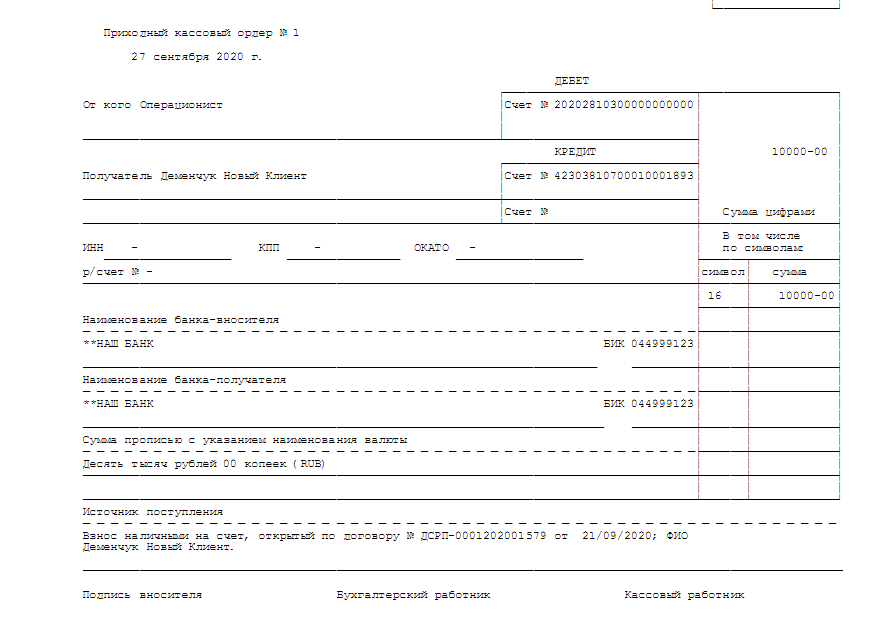 Приходный кассовый ордер № 1
27 сентября 2020 г.
ДЕБЕТ
От кого Операционист
Счет № 20202810300000000000
КРЕДИТ
10000-00
Получатель Деменчук Новый Клиент
Счет № 42303810700010001893
Счет №
Сумма цифрами
В том числе
по символам:
ИНН - КПП - ОКАТО -
р/счет № -
символ сумма
16 10000-00
Наименование банка-вносителя
**НАШ БАНК БИК 044999123
Наименование банка-получателя
**НАШ БАНК БИК 044999123
Сумма прописью с указанием наименования валюты
Десять тысяч рублей 00 копеек (RUB)
Источник поступления
Взнос наличными на счет, открытый по договору № ДСРП-0001202001579 от 21/09/2020; ФИО
Деменчук Новый Клиент.
Подпись вносителя Бухгалтерский работник Кассовый работник